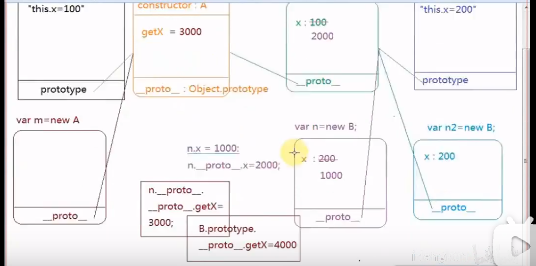 "this.x=100"
constructor : A
getX = 3000
x : 100
2000
"this.x=200"
prototype
__proto__ : Object.prototype
__proto__
prototype
var m=new A
var n=new B;
var n2=new B;
n.x = 1000;
n.__proto__.x=2000;
x : 200
1000
x : 200
n.__proto__.
__proto__.getX=
3000;
__proto__
__proto__
__proto__
B.prototype.
__proto__.getX=4000